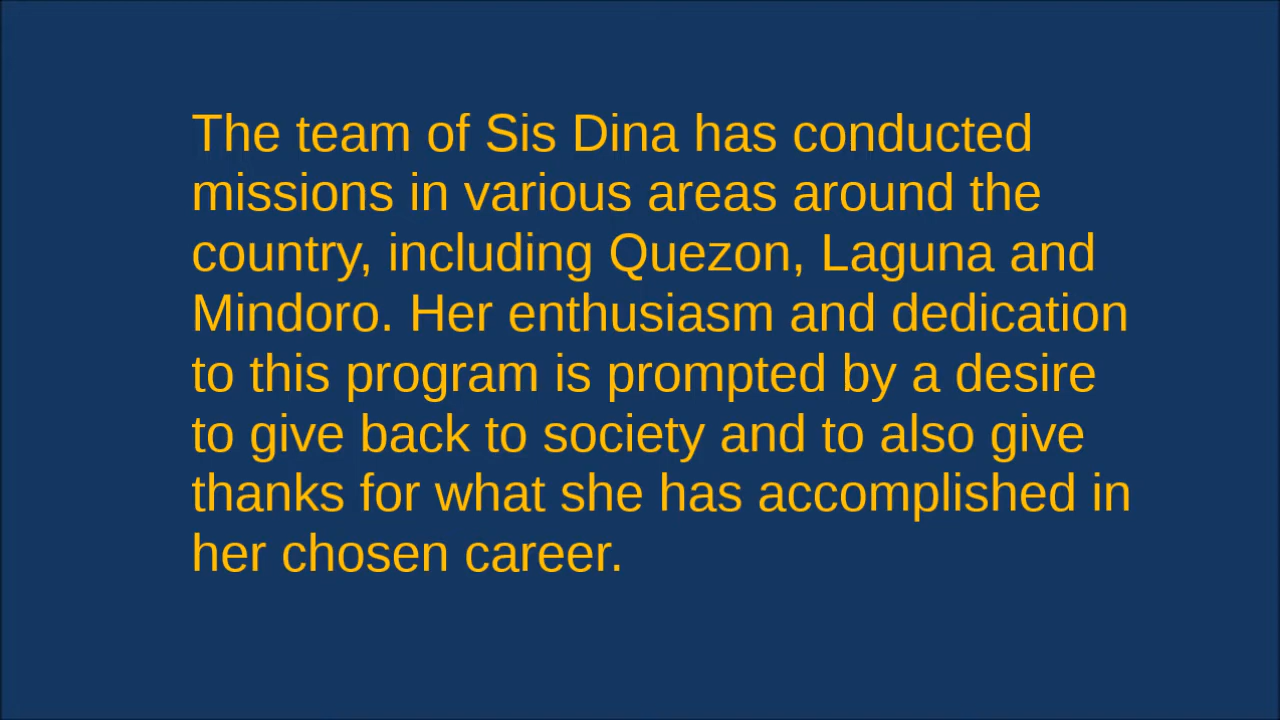 The team of Sis Dina has conducted
missions in various areas around the
country, including Quezon, Laguna and
Mindoro. Her enthusiasm and dedication
to this program is prompted by a desire
to give back to society and to also give
thanks for what she has accomplished in
her chosen career.